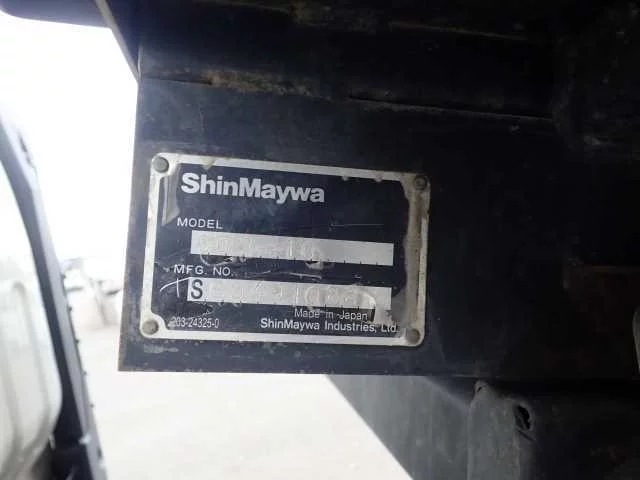 ShinMaywa
MODEL
MFG. NO.
S
Made in Japan
203-24325-0
ShinMaywa Industries, Ltd.